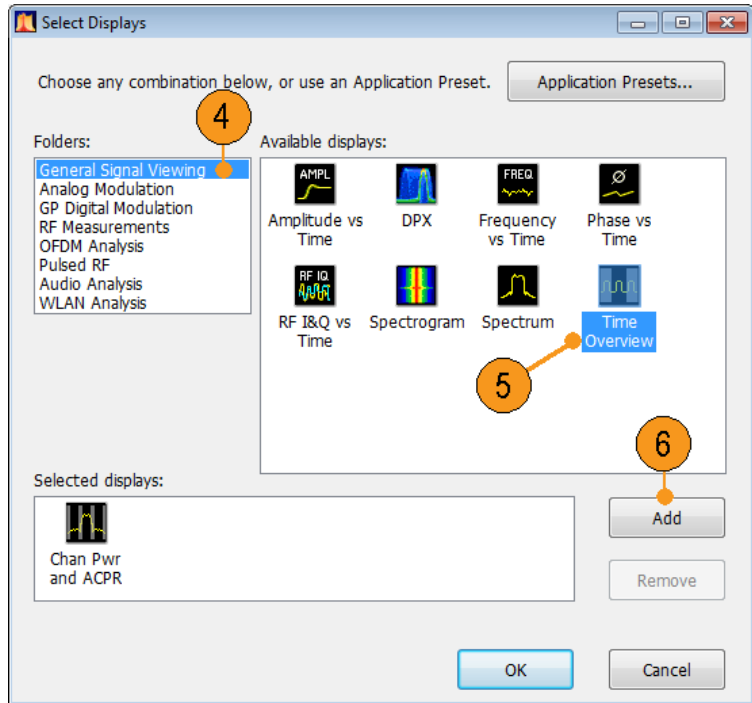 Select Displays
Choose any combination below, or use an Application Preset.
Application Presets...
4
Folders:
General Signal Viewing
Analog Modulation
GP Digital Modulation
RF Measurements
OFDM Analysis
Pulsed RF
Audio Analysis
WLAN Analysis
Available displays:
AMPL
Amplitude vs
Time
DPX
FREQ
Frequency
vs Time
Ø
Phase vs
Time
RF IQ
RF I&Q vs
Time
Spectrogram
Spectrum
Time
Overview
5
6
Selected displays:
Chan Pwr
and ACPR
Add
Remove
OK
Cancel